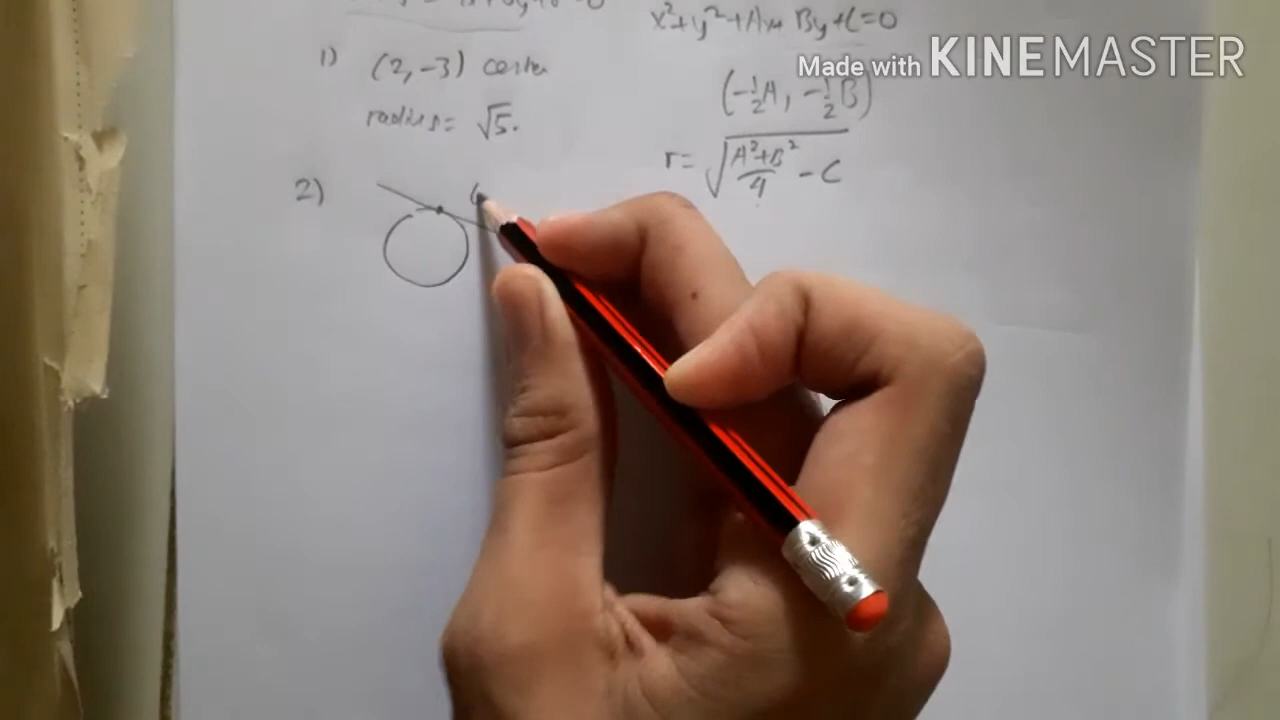 x²+y²+Ax+By+C=0
1) (2,-3) center
radius= √5.
(-½A, -½B)
r= √(A²+B²/4 - C)
2)
Made with KINEMASTER